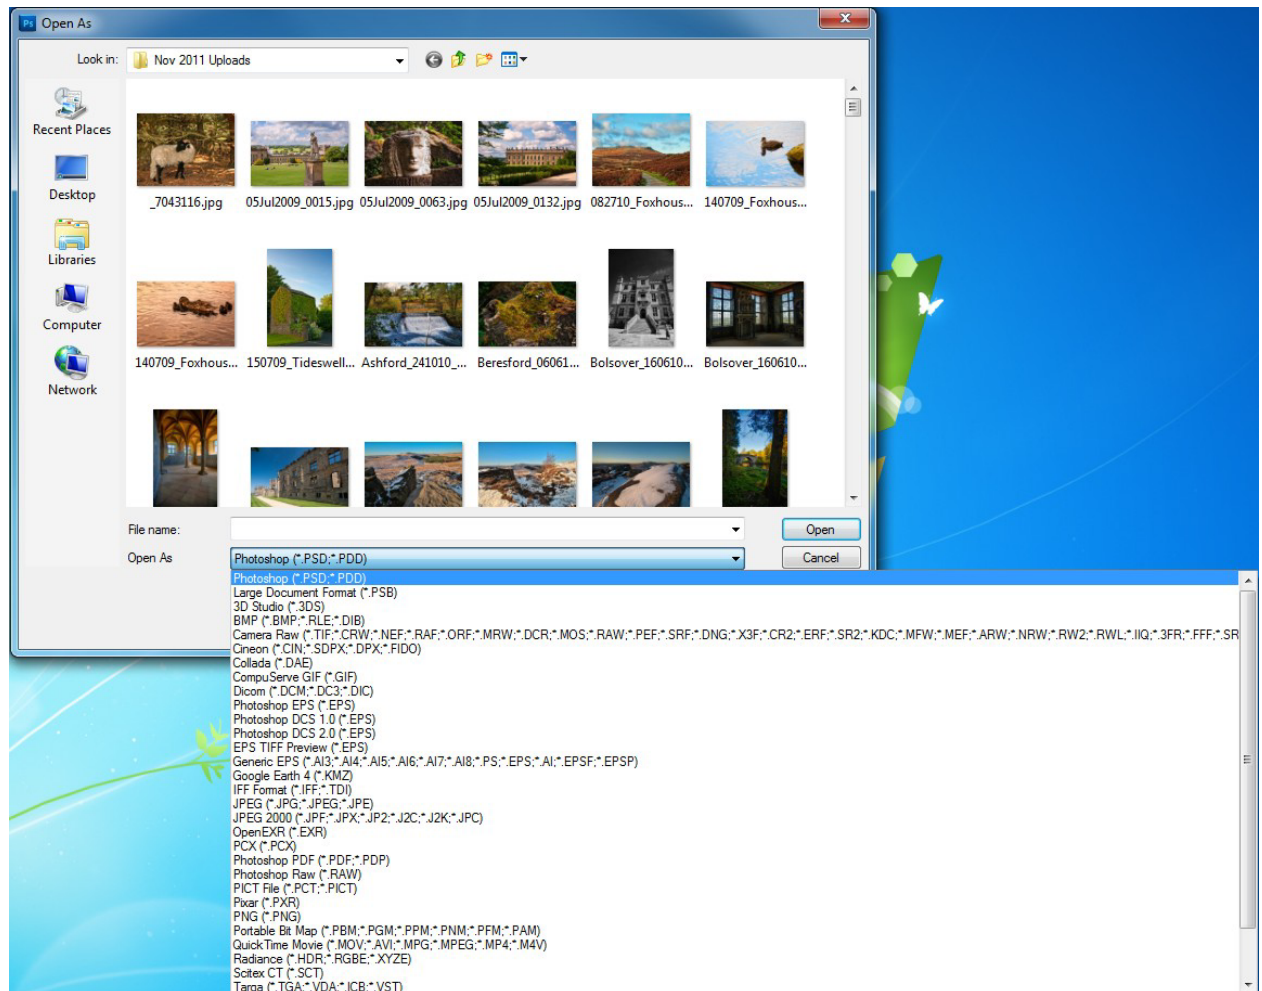 Ps Open As
Look in: Nov 2011 Uploads
Recent Places
Desktop
Libraries
Computer
Network
_7043116.jpg 05Jul2009_0015.jpg 05Jul2009_0063.jpg 05Jul2009_0132.jpg 082710_Foxhous... 140709_Foxhous...
140709_Foxhous... 150709_Tideswell... Ashford_241010_... Beresford_06061... Bolsover_160610... Bolsover_160610...
File name: Open
Open As Photoshop (*.PSD;*.PDD) Cancel
Photoshop (*.PSD;*.PDD)
Large Document Format (*.PSB)
3D Studio (*.3DS)
BMP (*.BMP;*.RLE;*.DIB)
Camera Raw (*.TIF;*.CRW;*.NEF;*.RAF;*.ORF;*.MRW;*.DCR;*.MOS;*.RAW;*.PEF;*.SRF;*.DNG;*.X3F;*.CR2;*.ERF;*.SR2;*.KDC;*.MFW;*.MEF;*.ARW;*.NRW;*.RW2;*.RWL;*.IIQ;*.3FR;*.FFF;*.SR
Cineon (*.CIN;*.SDPX;*.DPX;*.FIDO)
Collada (*.DAE)
CompuServe GIF (*.GIF)
Dicom (*.DCM;*.DC3;*.DIC)
Photoshop EPS (*.EPS)
Photoshop DCS 1.0 (*.EPS)
Photoshop DCS 2.0 (*.EPS)
EPS TIFF Preview (*.EPS)
Generic EPS (*.AI3;*.AI4;*.AI5;*.AI6;*.AI7;*.AI8;*.PS;*.EPS;*.AI;*.EPSF;*.EPSP)
Google Earth 4 (*.KMZ)
IFF Format (*.IFF;*.TDI)
JPEG (*.JPG;*.JPEG;*.JPE)
JPEG 2000 (*.JPF;*.JPX;*.JP2;*.J2C;*.J2K;*.JPC)
OpenEXR (*.EXR)
PCX (*.PCX)
Photoshop PDF (*.PDF;*.PDP)
Photoshop Raw (*.RAW)
PICT File (*.PCT;*.PICT)
Pixar (*.PXR)
PNG (*.PNG)
Portable Bit Map (*.PBM;*.PGM;*.PPM;*.PNM;*.PFM;*.PAM)
QuickTime Movie (*.MOV;*.AVI;*.MPG;*.MPEG;*.MP4;*.M4V)
Radiance (*.HDR;*.RGBE;*.XYZE)
Scitex CT (*.SCT)
Targa (*.TGA;*.VDA;*.ICB;*.VST)